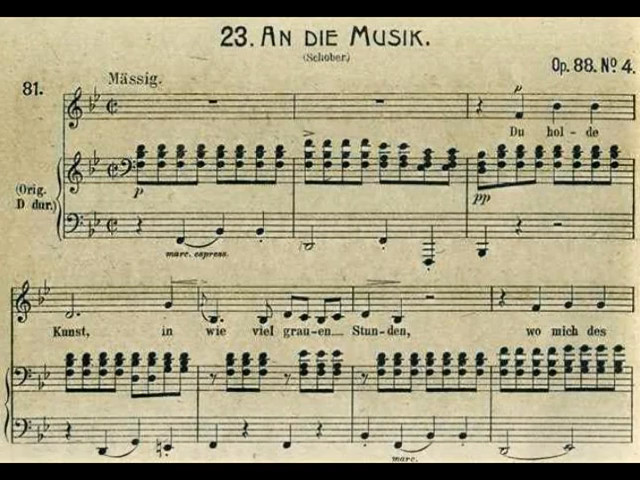 23. AN DIE MUSIK.
(Schober.)
Op. 88. Nº 4.
81.
Mässig.
p
Du hol - de
(Orig.
D dur.)
p
pp
marc. espress.
Kunst, in wie viel grau-en Stun-den, wo mich des
marc.